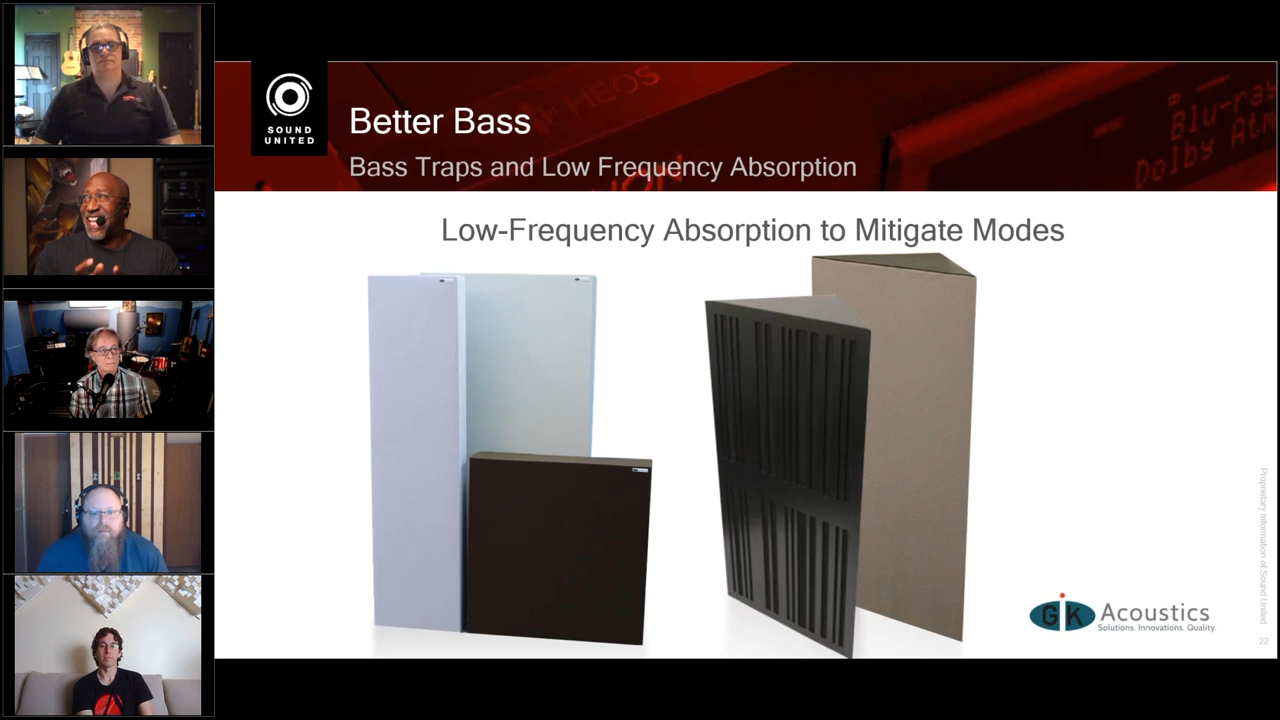 SOUND
UNITED
Better Bass
Bass Traps and Low Frequency Absorption
HEOS
Blu-ray
Dolby Atm
Low-Frequency Absorption to Mitigate Modes
GIK Acoustics
Solutions. Innovations. Quality.
Proprietary information of Sound United
22